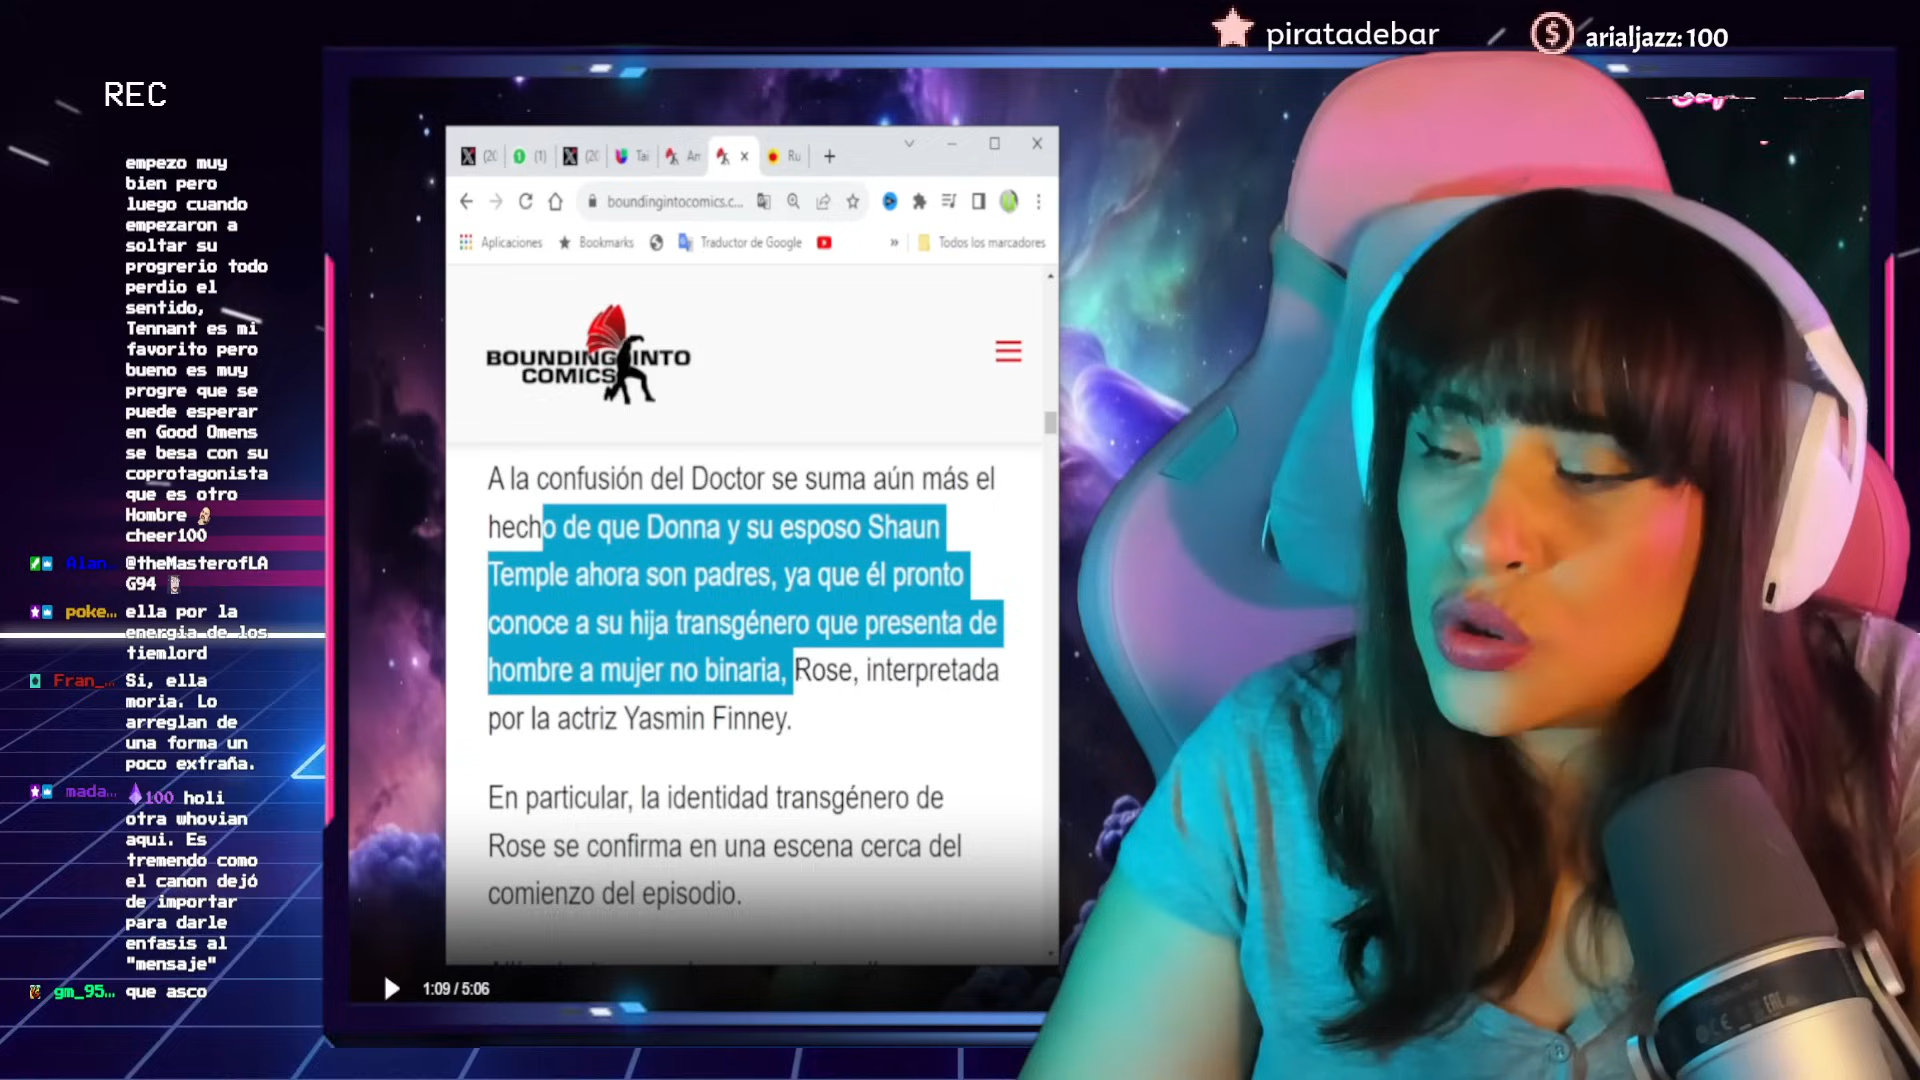 piratadebar
arialjazz: 100
REC
empezo muy
bien pero
luego cuando
empezaron a
soltar su
progrerio todo
perdio el
sentido,
Tennant es mi
favorito pero
bueno es muy
progre que se
puede esperar
en Good Omens
se besa con su
coprotagonista
que es otro
Hombre
cheer100
Alan... @theMasterofLA
G94
poke... ella por la
energia de los
tiemlord
Fran_... Si, ella
moria. Lo
arreglan de
una forma un
poco extraña.
mada... 100 holi
otra whovian
aqui. Es
tremendo como
el canon dejó
de importar
para darle
enfasis al
"mensaje"
gm_95... que asco
(20 (1) (20 Tai An Ru
boundingintocomics.c...
Aplicaciones Bookmarks Traductor de Google » Todos los marcadores
BOUNDING INTO
COMICS
A la confusión del Doctor se suma aún más el
hecho de que Donna y su esposo Shaun
Temple ahora son padres, ya que él pronto
conoce a su hija transgénero que presenta de
hombre a mujer no binaria, Rose, interpretada
por la actriz Yasmin Finney.
En particular, la identidad transgénero de
Rose se confirma en una escena cerca del
comienzo del episodio.
1:09 / 5:06